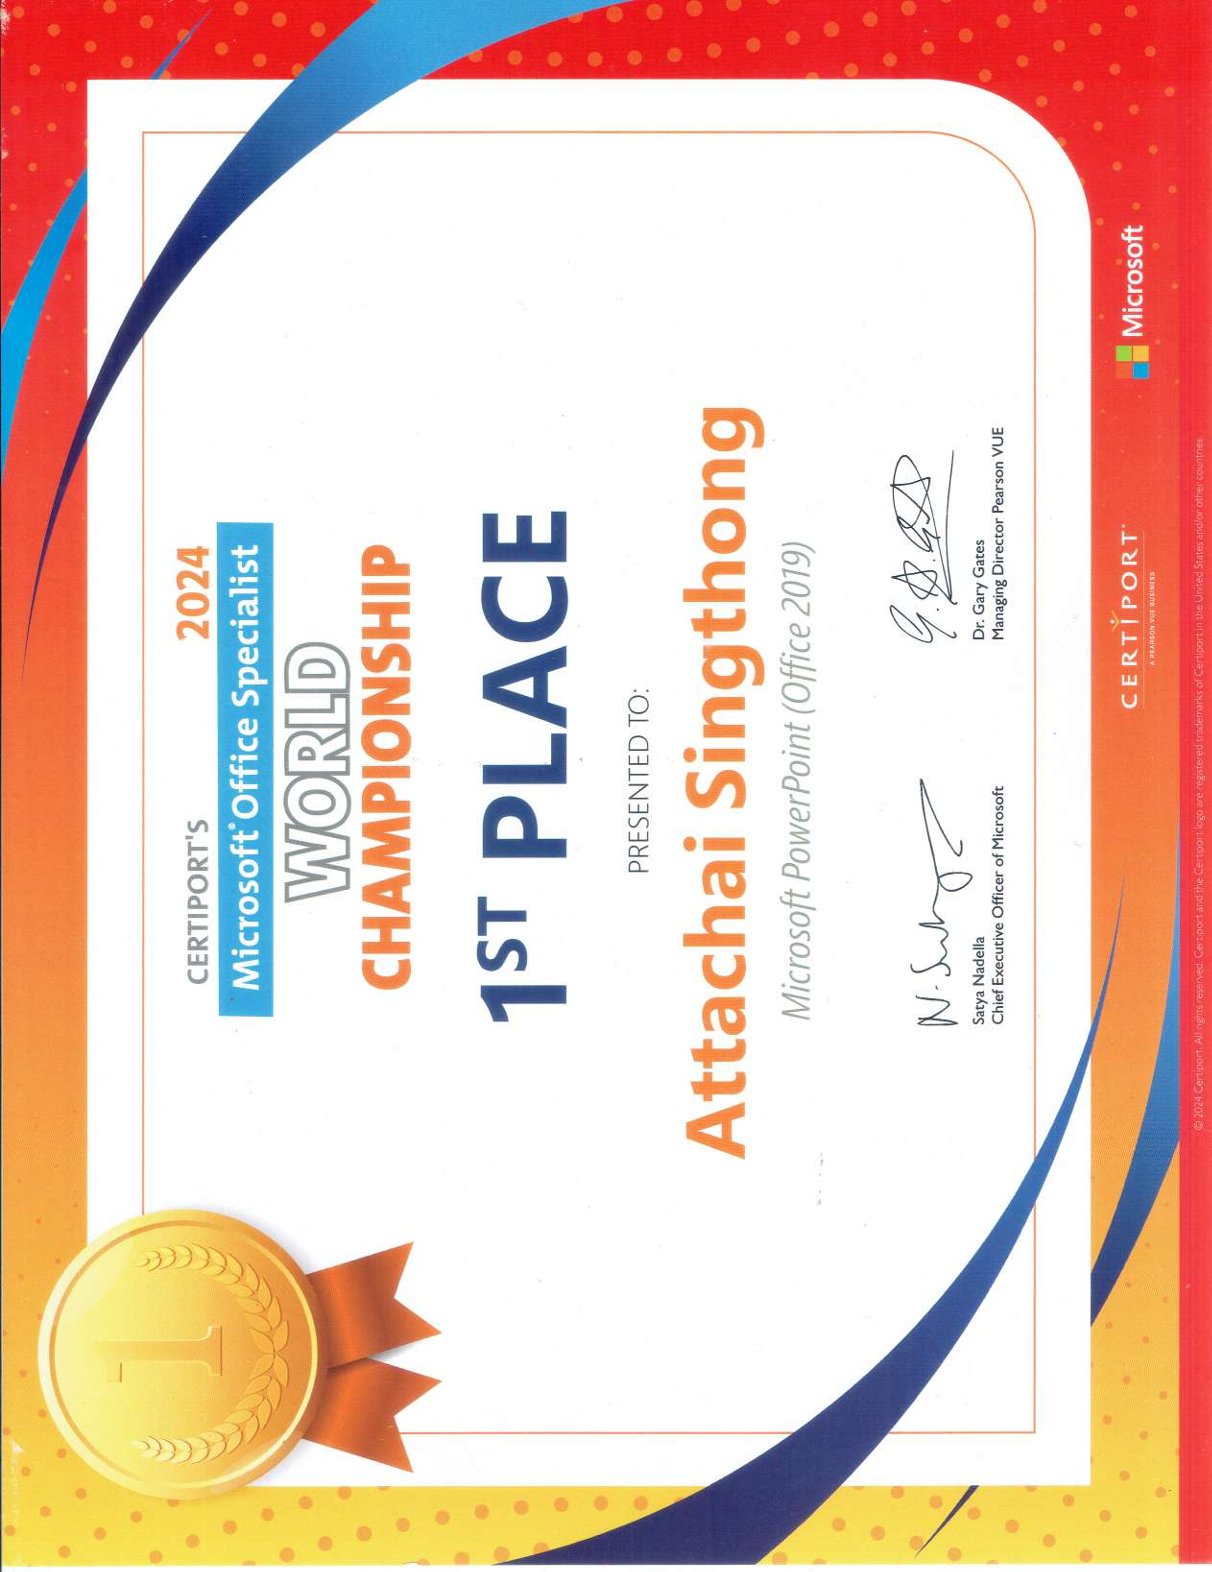 1
CERTIPORT'S 2024
Microsoft® Office Specialist
WORLD
CHAMPIONSHIP
1ST PLACE
PRESENTED TO:
Attachai Singthong
Microsoft PowerPoint (Office 2019)
Satya Nadella
Chief Executive Officer of Microsoft
Dr. Gary Gates
Managing Director Pearson VUE
CERTIPORT®
A PEARSON VUE BUSINESS
Microsoft
© 2024 Certiport. All rights reserved. Certiport and the Certiport logo are registered trademarks of Certiport in the United States and/or other countries.